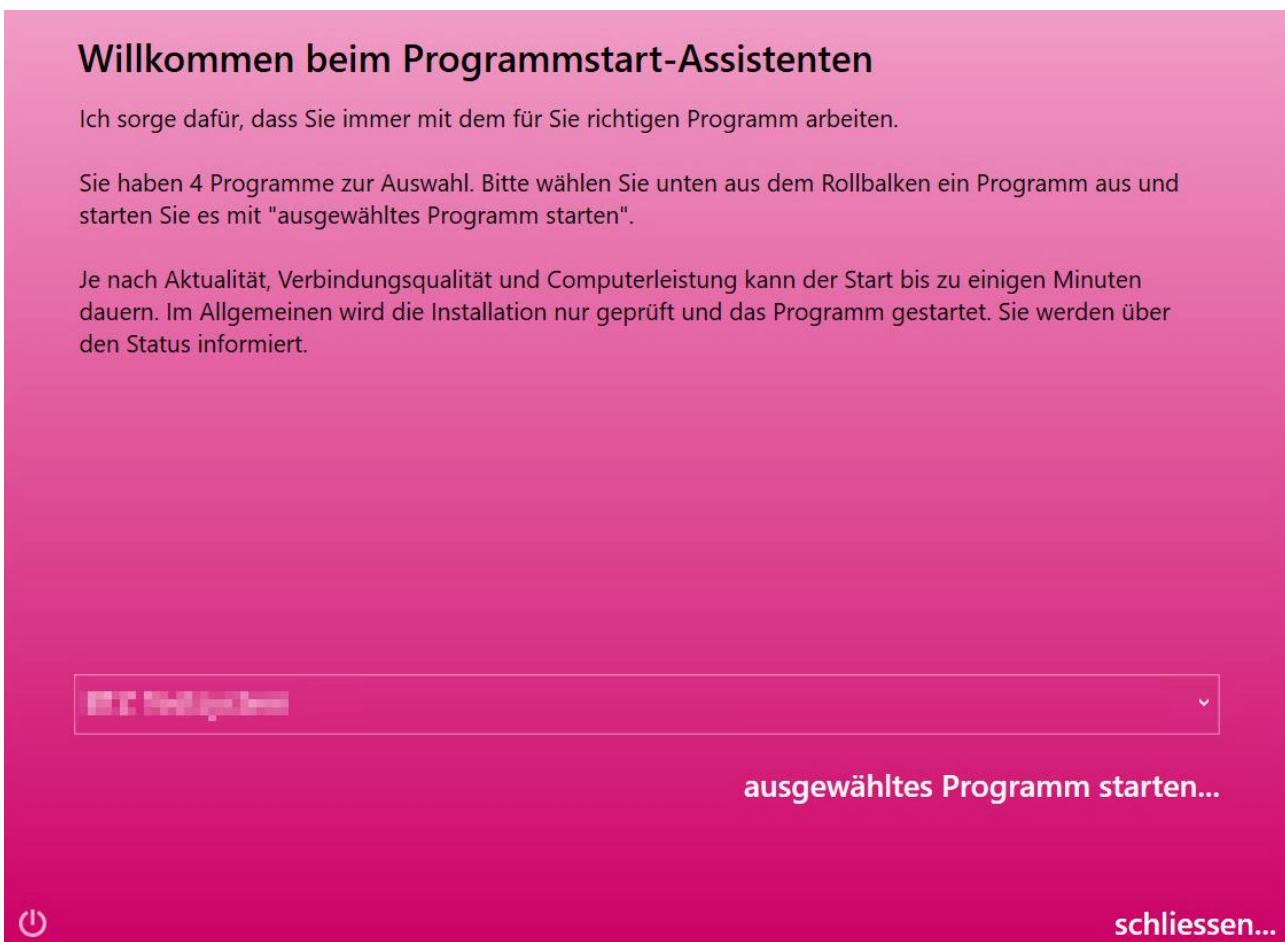 Willkommen beim Programmstart-Assistenten
Ich sorge dafür, dass Sie immer mit dem für Sie richtigen Programm arbeiten.
Sie haben 4 Programme zur Auswahl. Bitte wählen Sie unten aus dem Rollbalken ein Programm aus und
starten Sie es mit "ausgewähltes Programm starten".
Je nach Aktualität, Verbindungsqualität und Computerleistung kann der Start bis zu einigen Minuten
dauern. Im Allgemeinen wird die Installation nur geprüft und das Programm gestartet. Sie werden über
den Status informiert.
ausgewähltes Programm starten...
schliessen...